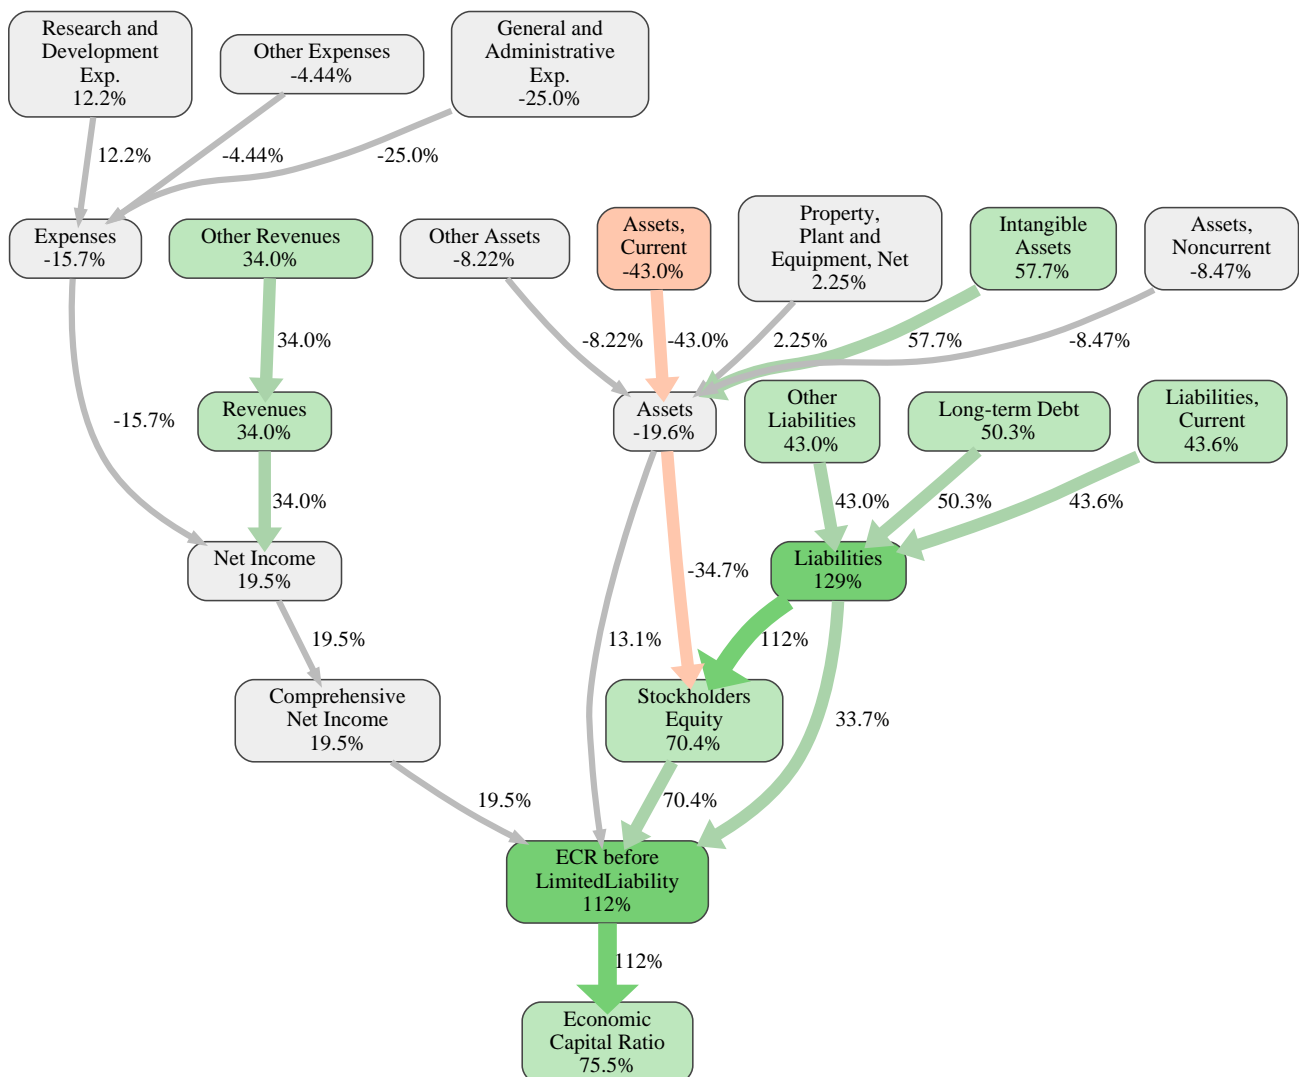 Research and
Development
Exp.
12.2%
Other Expenses
-4.44%
General and
Administrative
Exp.
-25.0%
12.2%
-4.44%
-25.0%
Expenses
-15.7%
Other Revenues
34.0%
Other Assets
-8.22%
Assets,
Current
-43.0%
Property,
Plant and
Equipment, Net
2.25%
Intangible
Assets
57.7%
Assets,
Noncurrent
-8.47%
34.0%
-8.22%
-43.0%
2.25%
57.7%
-8.47%
-15.7%
Revenues
34.0%
Assets
-19.6%
Other
Liabilities
43.0%
Long-term Debt
50.3%
Liabilities,
Current
43.6%
34.0%
43.0%
50.3%
43.6%
Net Income
19.5%
-34.7%
Liabilities
129%
19.5%
13.1%
112%
Comprehensive
Net Income
19.5%
Stockholders
Equity
70.4%
33.7%
19.5%
70.4%
ECR before
LimitedLiability
112%
112%
Economic
Capital Ratio
75.5%